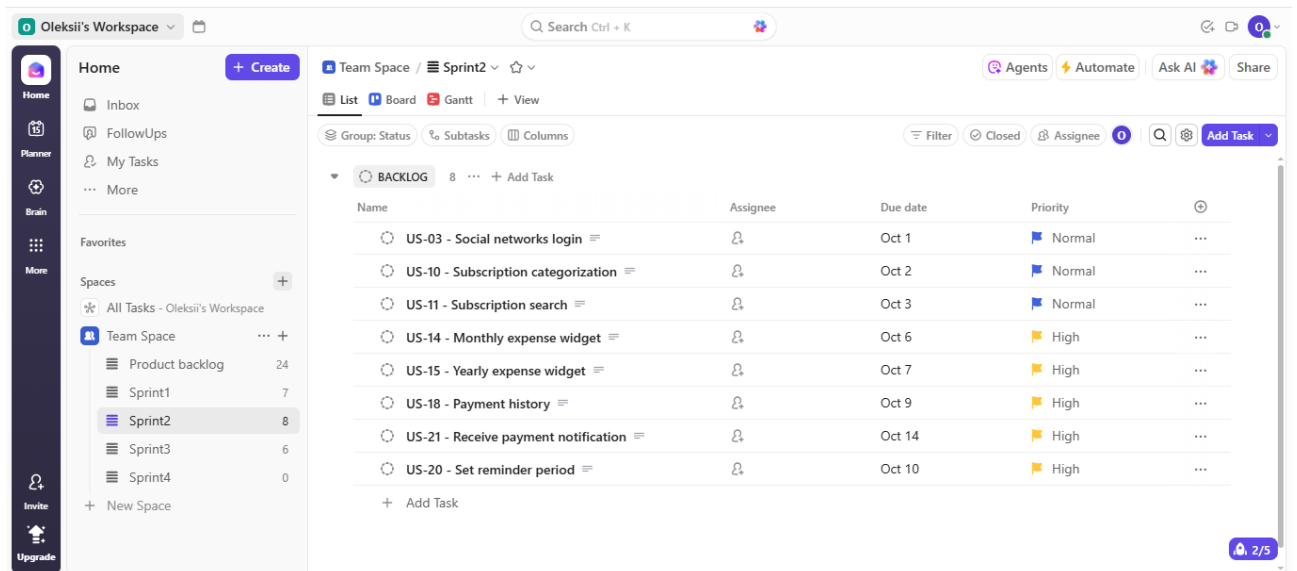 O Oleksii's Workspace
Search Ctrl + K
O
Home
Planner
Brain
More
Invite
Upgrade
Home
+ Create
Inbox
FollowUps
My Tasks
More
Favorites
Spaces
All Tasks - Oleksii's Workspace
Team Space
Product backlog 24
Sprint1 7
Sprint2 8
Sprint3 6
Sprint4 0
+ New Space
Team Space / Sprint2
Agents Automate Ask AI Share
List Board Gantt + View
Group: Status Subtasks Columns
Filter Closed Assignee O Add Task
BACKLOG 8 ... + Add Task
Name Assignee Due date Priority
US-03 - Social networks login Oct 1 Normal
US-10 - Subscription categorization Oct 2 Normal
US-11 - Subscription search Oct 3 Normal
US-14 - Monthly expense widget Oct 6 High
US-15 - Yearly expense widget Oct 7 High
US-18 - Payment history Oct 9 High
US-21 - Receive payment notification Oct 14 High
US-20 - Set reminder period Oct 10 High
+ Add Task
2/5